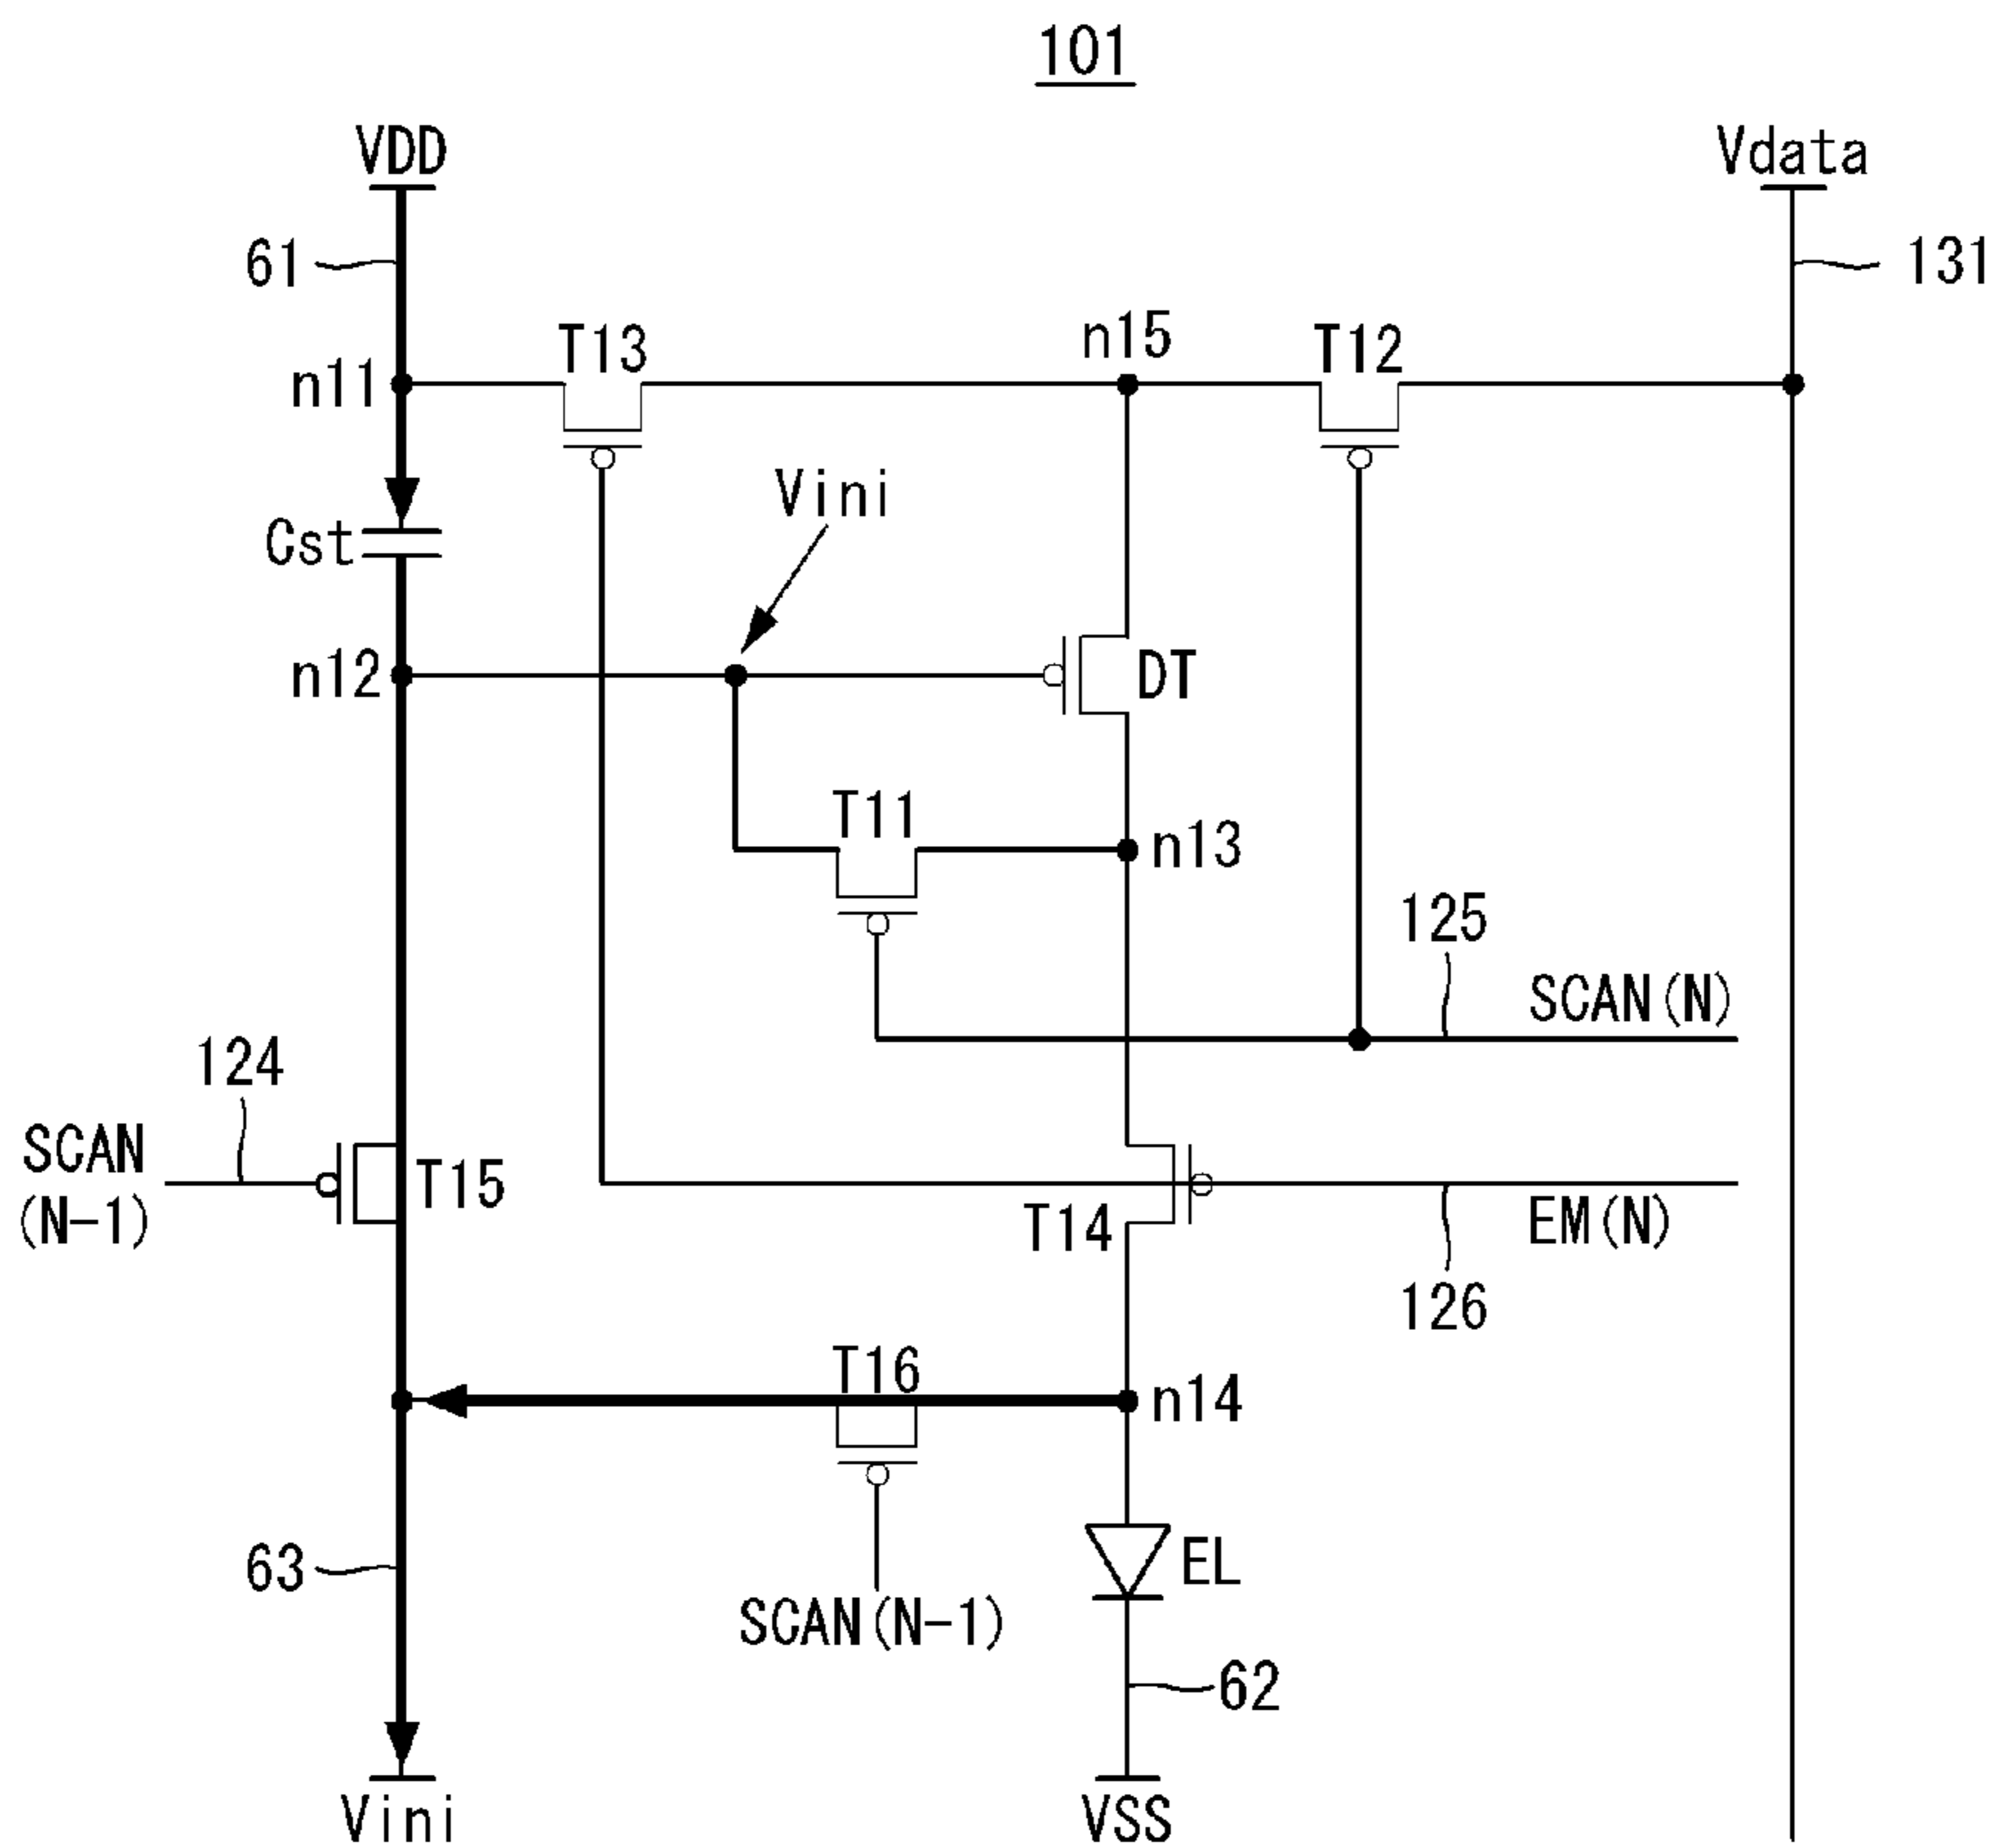 101
VDD
Vdata
61
131
T13
n15
T12
n11
Vini
Cst
n12
DT
T11
n13
125
SCAN(N)
124
SCAN
(N-1)
T15
T14
EM(N)
126
T16
n14
63
EL
SCAN(N-1)
62
Vini
VSS